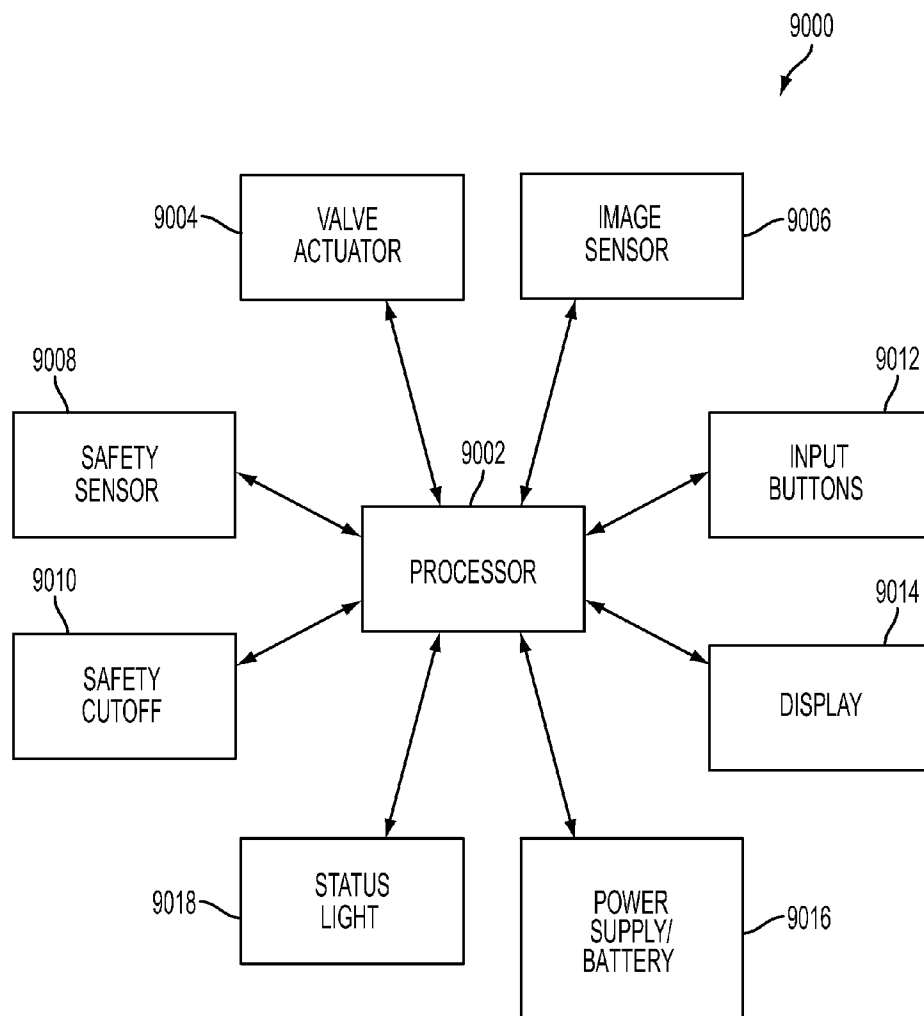 9000
9004
VALVE
ACTUATOR
IMAGE
SENSOR
9006
9008
SAFETY
SENSOR
9002
PROCESSOR
9012
INPUT
BUTTONS
9010
SAFETY
CUTOFF
9014
DISPLAY
9018
STATUS
LIGHT
POWER
SUPPLY/
BATTERY
9016